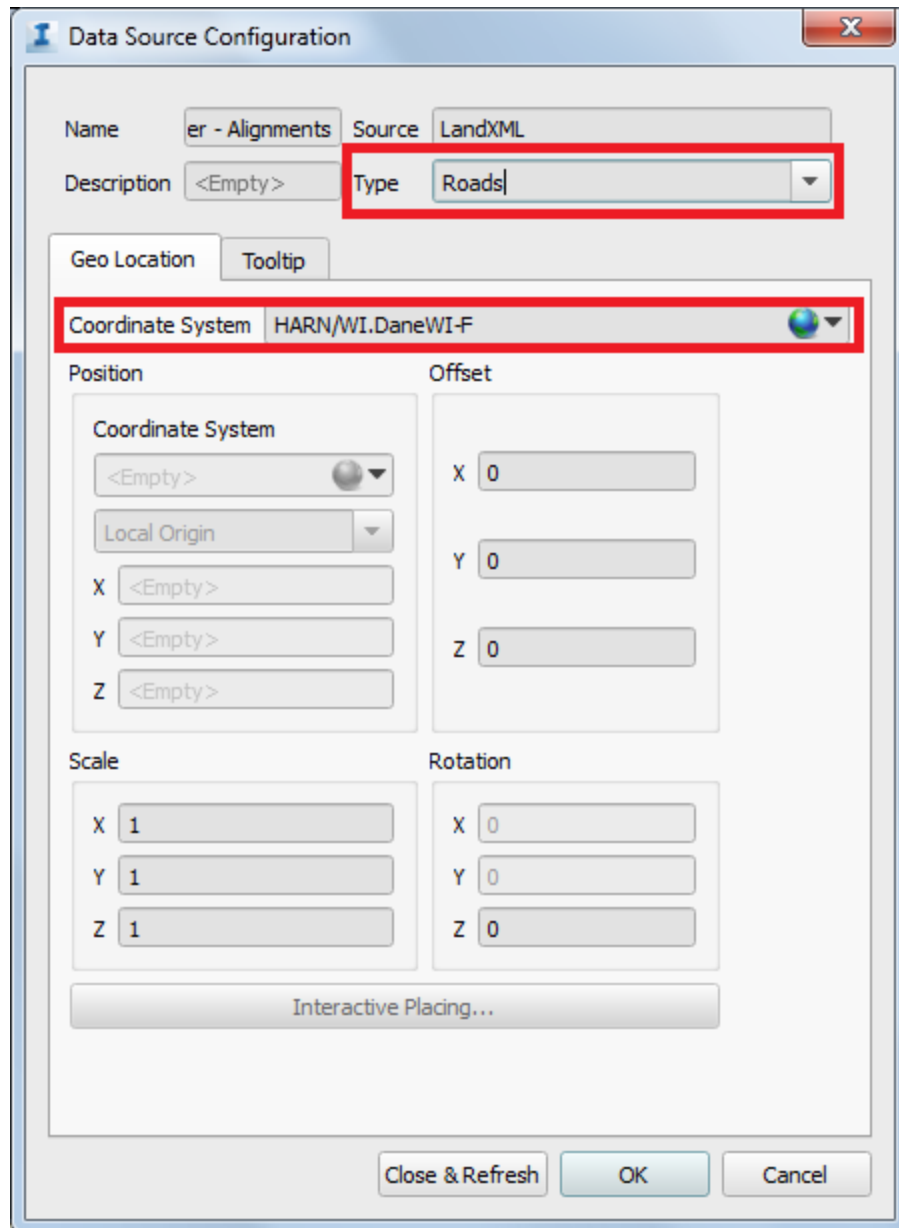 Data Source Configuration
Name er - Alignments Source LandXML
Description <Empty> Type Roads
Geo Location Tooltip
Coordinate System HARN/WI.DaneWI-F
Position Offset
Coordinate System
<Empty>
X 0
Local Origin
Y 0
X <Empty>
Y <Empty>
Z 0
Z <Empty>
Scale Rotation
X 1 X 0
Y 1 Y 0
Z 1 Z 0
Interactive Placing...
Close & Refresh OK Cancel